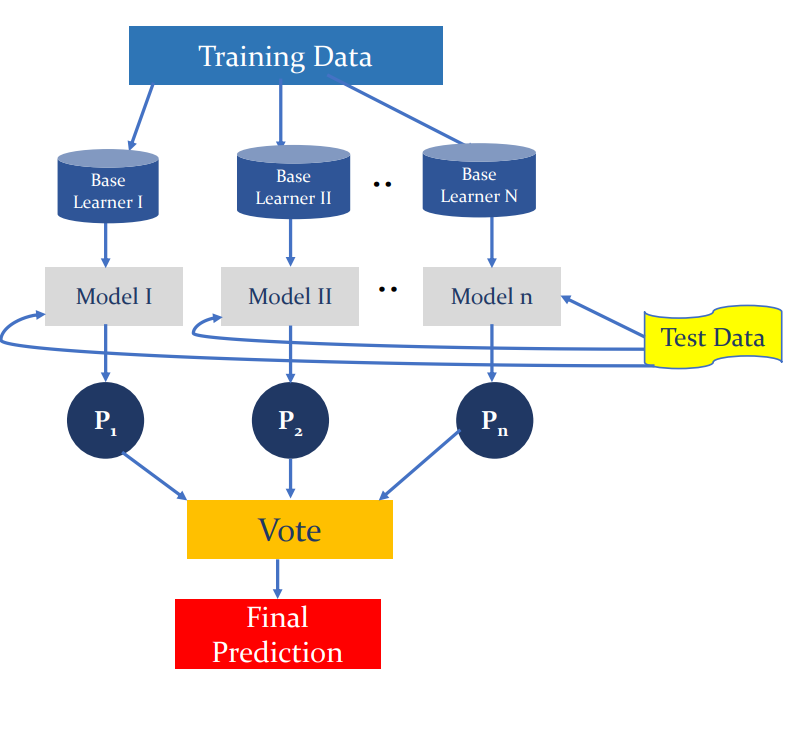 Training Data
Base
Learner I
Base
Learner II
..
Base
Learner N
Model I
Model II
..
Model n
Test Data
P1
P2
Pn
Vote
Final
Prediction